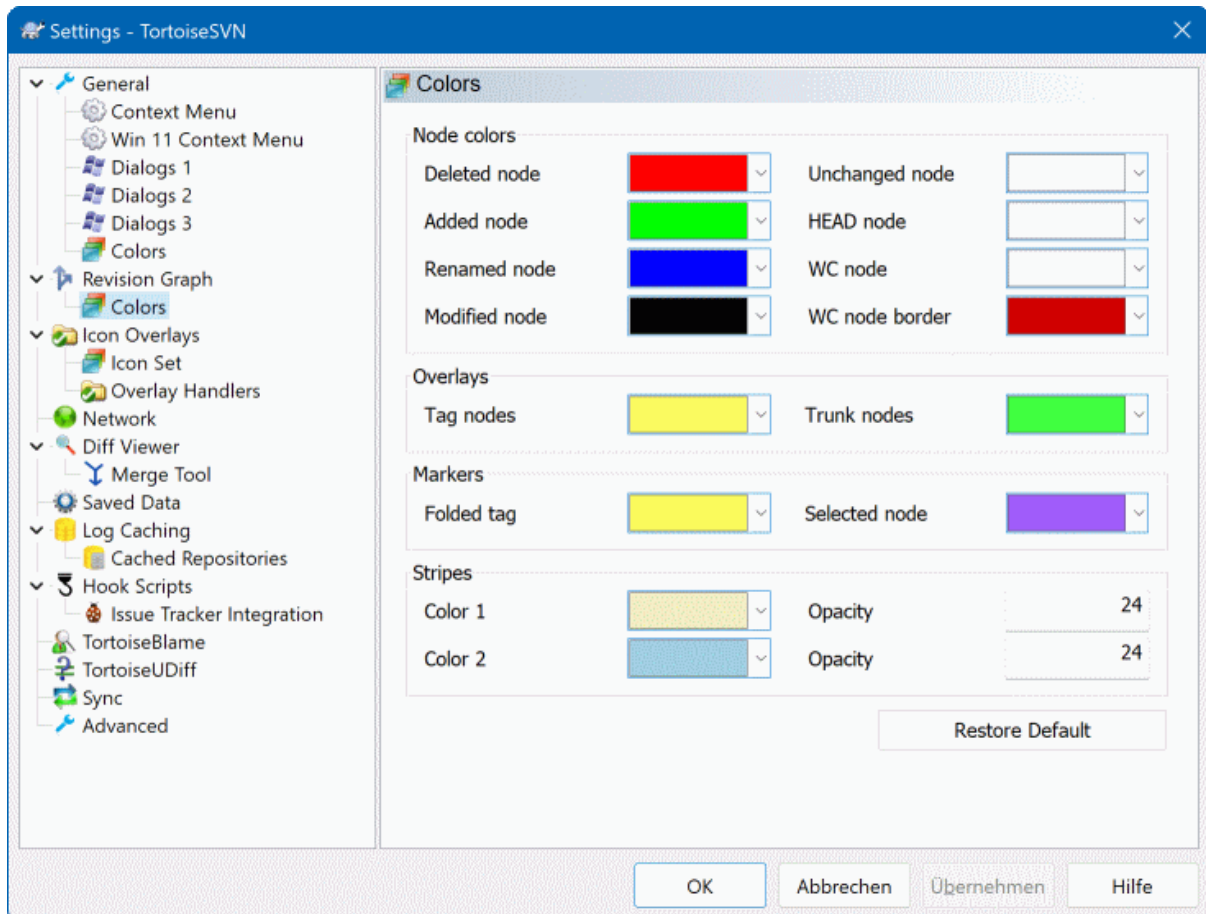 Settings - TortoiseSVN
General
Context Menu
Win 11 Context Menu
Dialogs 1
Dialogs 2
Dialogs 3
Colors
Revision Graph
Colors
Icon Overlays
Icon Set
Overlay Handlers
Network
Diff Viewer
Merge Tool
Saved Data
Log Caching
Cached Repositories
Hook Scripts
Issue Tracker Integration
TortoiseBlame
TortoiseUDiff
Sync
Advanced
Colors
Node colors
Deleted node Unchanged node
Added node HEAD node
Renamed node WC node
Modified node WC node border
Overlays
Tag nodes Trunk nodes
Markers
Folded tag Selected node
Stripes
Color 1 Opacity 24
Color 2 Opacity 24
Restore Default
OK Abbrechen Übernehmen Hilfe